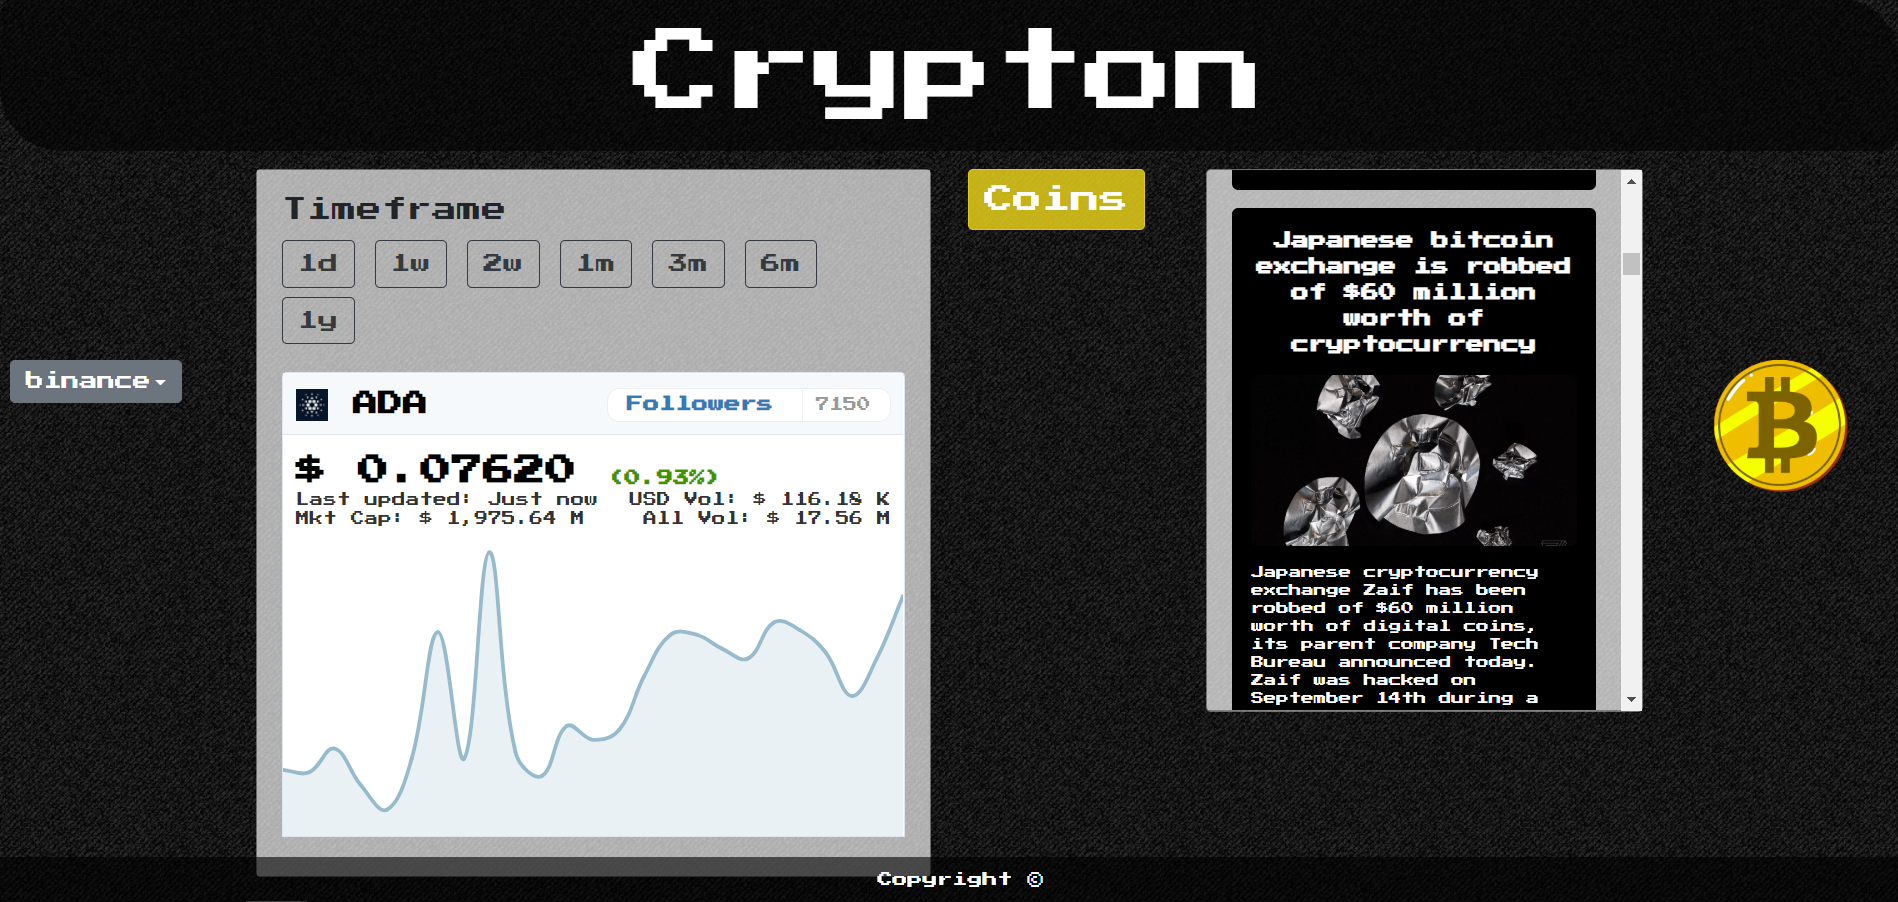 Crypton
Timeframe
1d 1w 2w 1m 3m 6m
1y
binance
ADA Followers 7150
$ 0.07620 (0.93%)
Last updated: Just now USD Vol: $ 116.18 K
Mkt Cap: $ 1,975.64 M All Vol: $ 17.56 M
Coins
Japanese bitcoin
exchange is robbed
of $60 million
worth of
cryptocurrency
Japanese cryptocurrency
exchange Zaif has been
robbed of $60 million
worth of digital coins,
its parent company Tech
Bureau announced today.
Zaif was hacked on
September 14th during a
Copyright ©